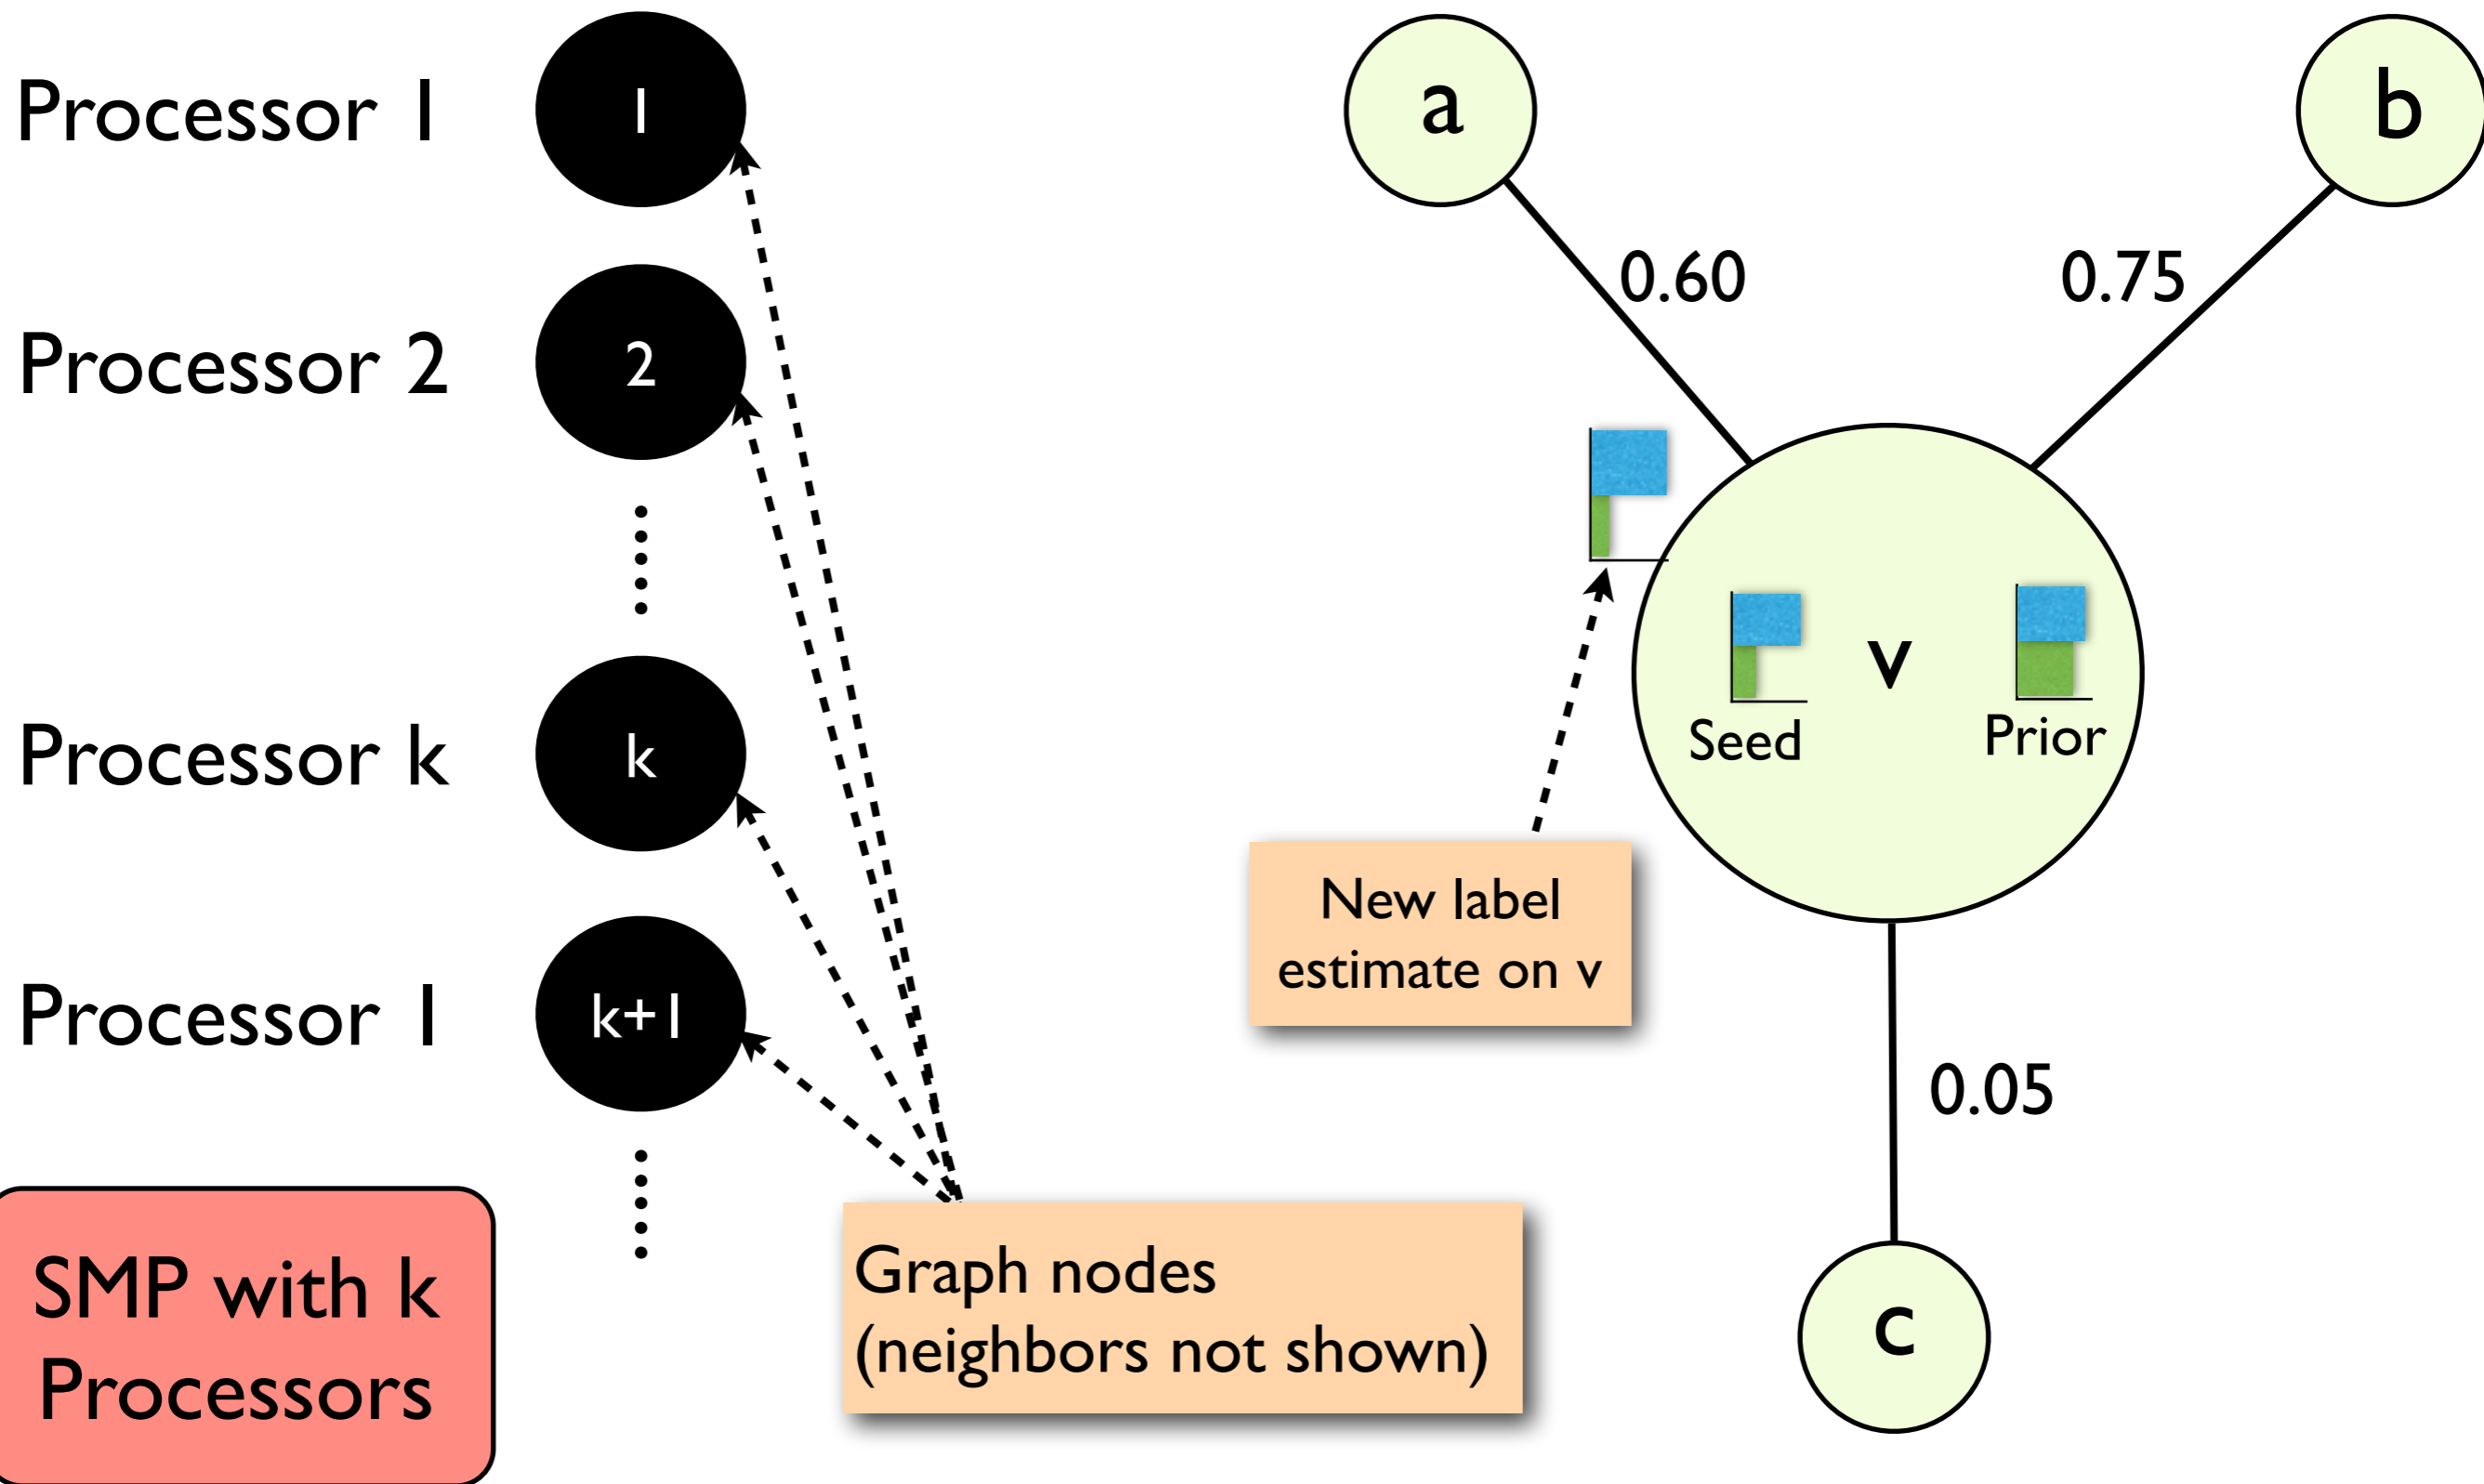 Processor 1
1
Processor 2
2
Processor k
k
Processor 1
k+1
SMP with k
Processors
Graph nodes
(neighbors not shown)
a
b
0.60
0.75
v
Seed
Prior
New label
estimate on v
0.05
c